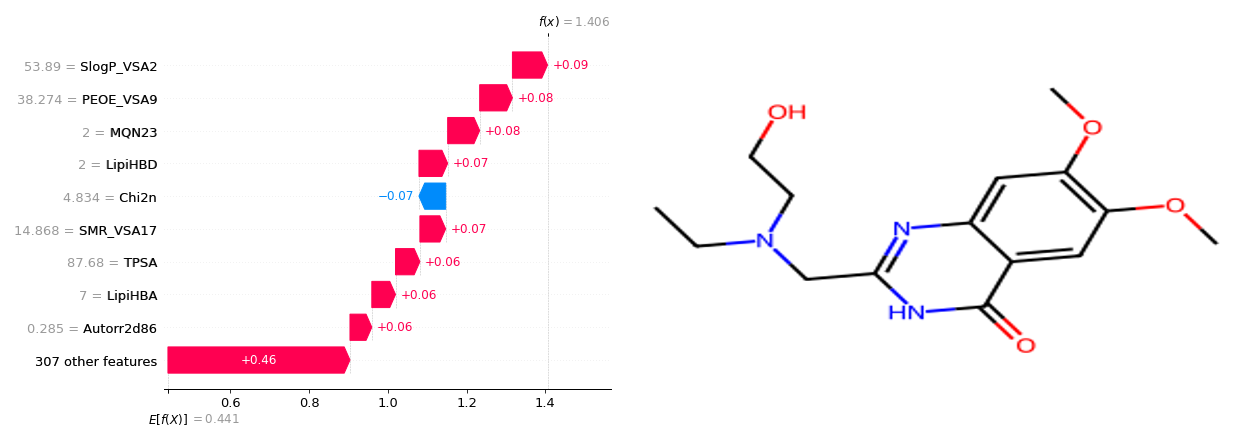 f(x) = 1.406
53.89 = SlogP_VSA2
+0.09
38.274 = PEOE_VSA9
+0.08
2 = MQN23
+0.08
2 = LipiHBD
+0.07
4.834 = Chi2n
−0.07
14.868 = SMR_VSA17
+0.07
87.68 = TPSA
+0.06
7 = LipiHBA
+0.06
0.285 = Autorr2d86
+0.06
307 other features
+0.46
0.6 0.8 1.0 1.2 1.4
E[f(X)] = 0.441
OH
O
O
N
N
HN
O